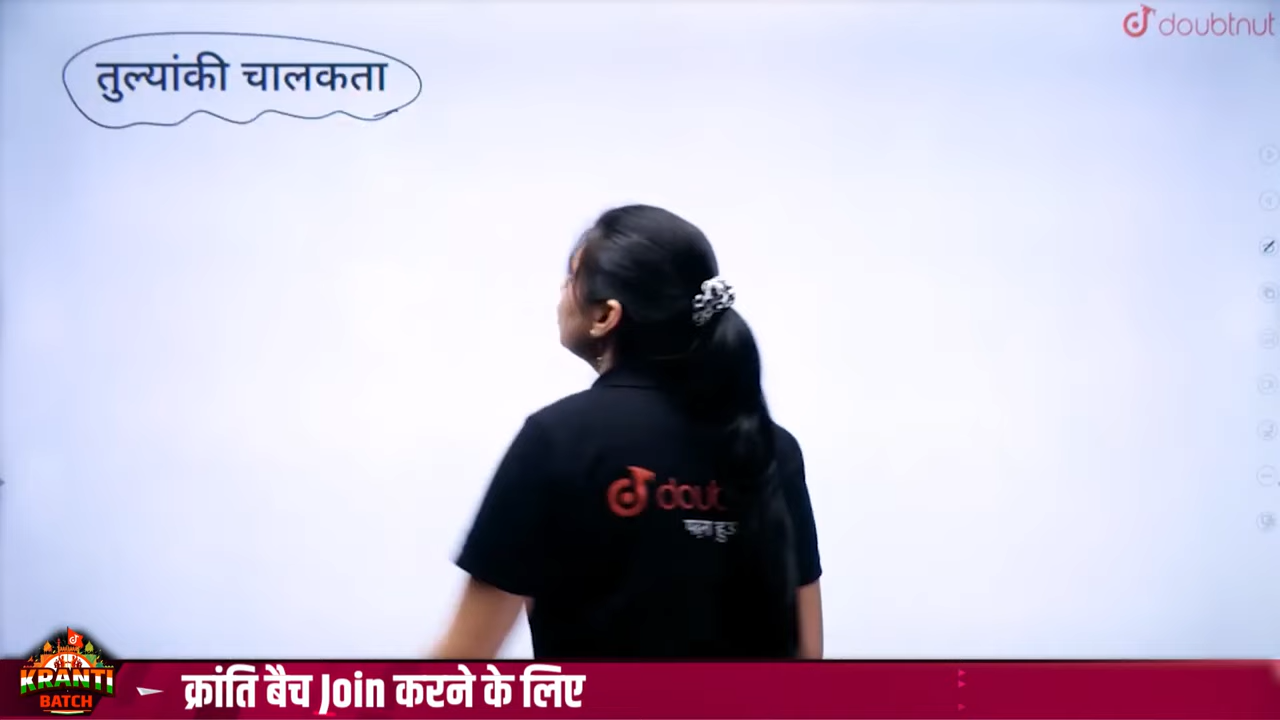 doubtnut
तुल्यांकी चालकता
KRANTI
BATCH
क्रांति बैच Join करने के लिए